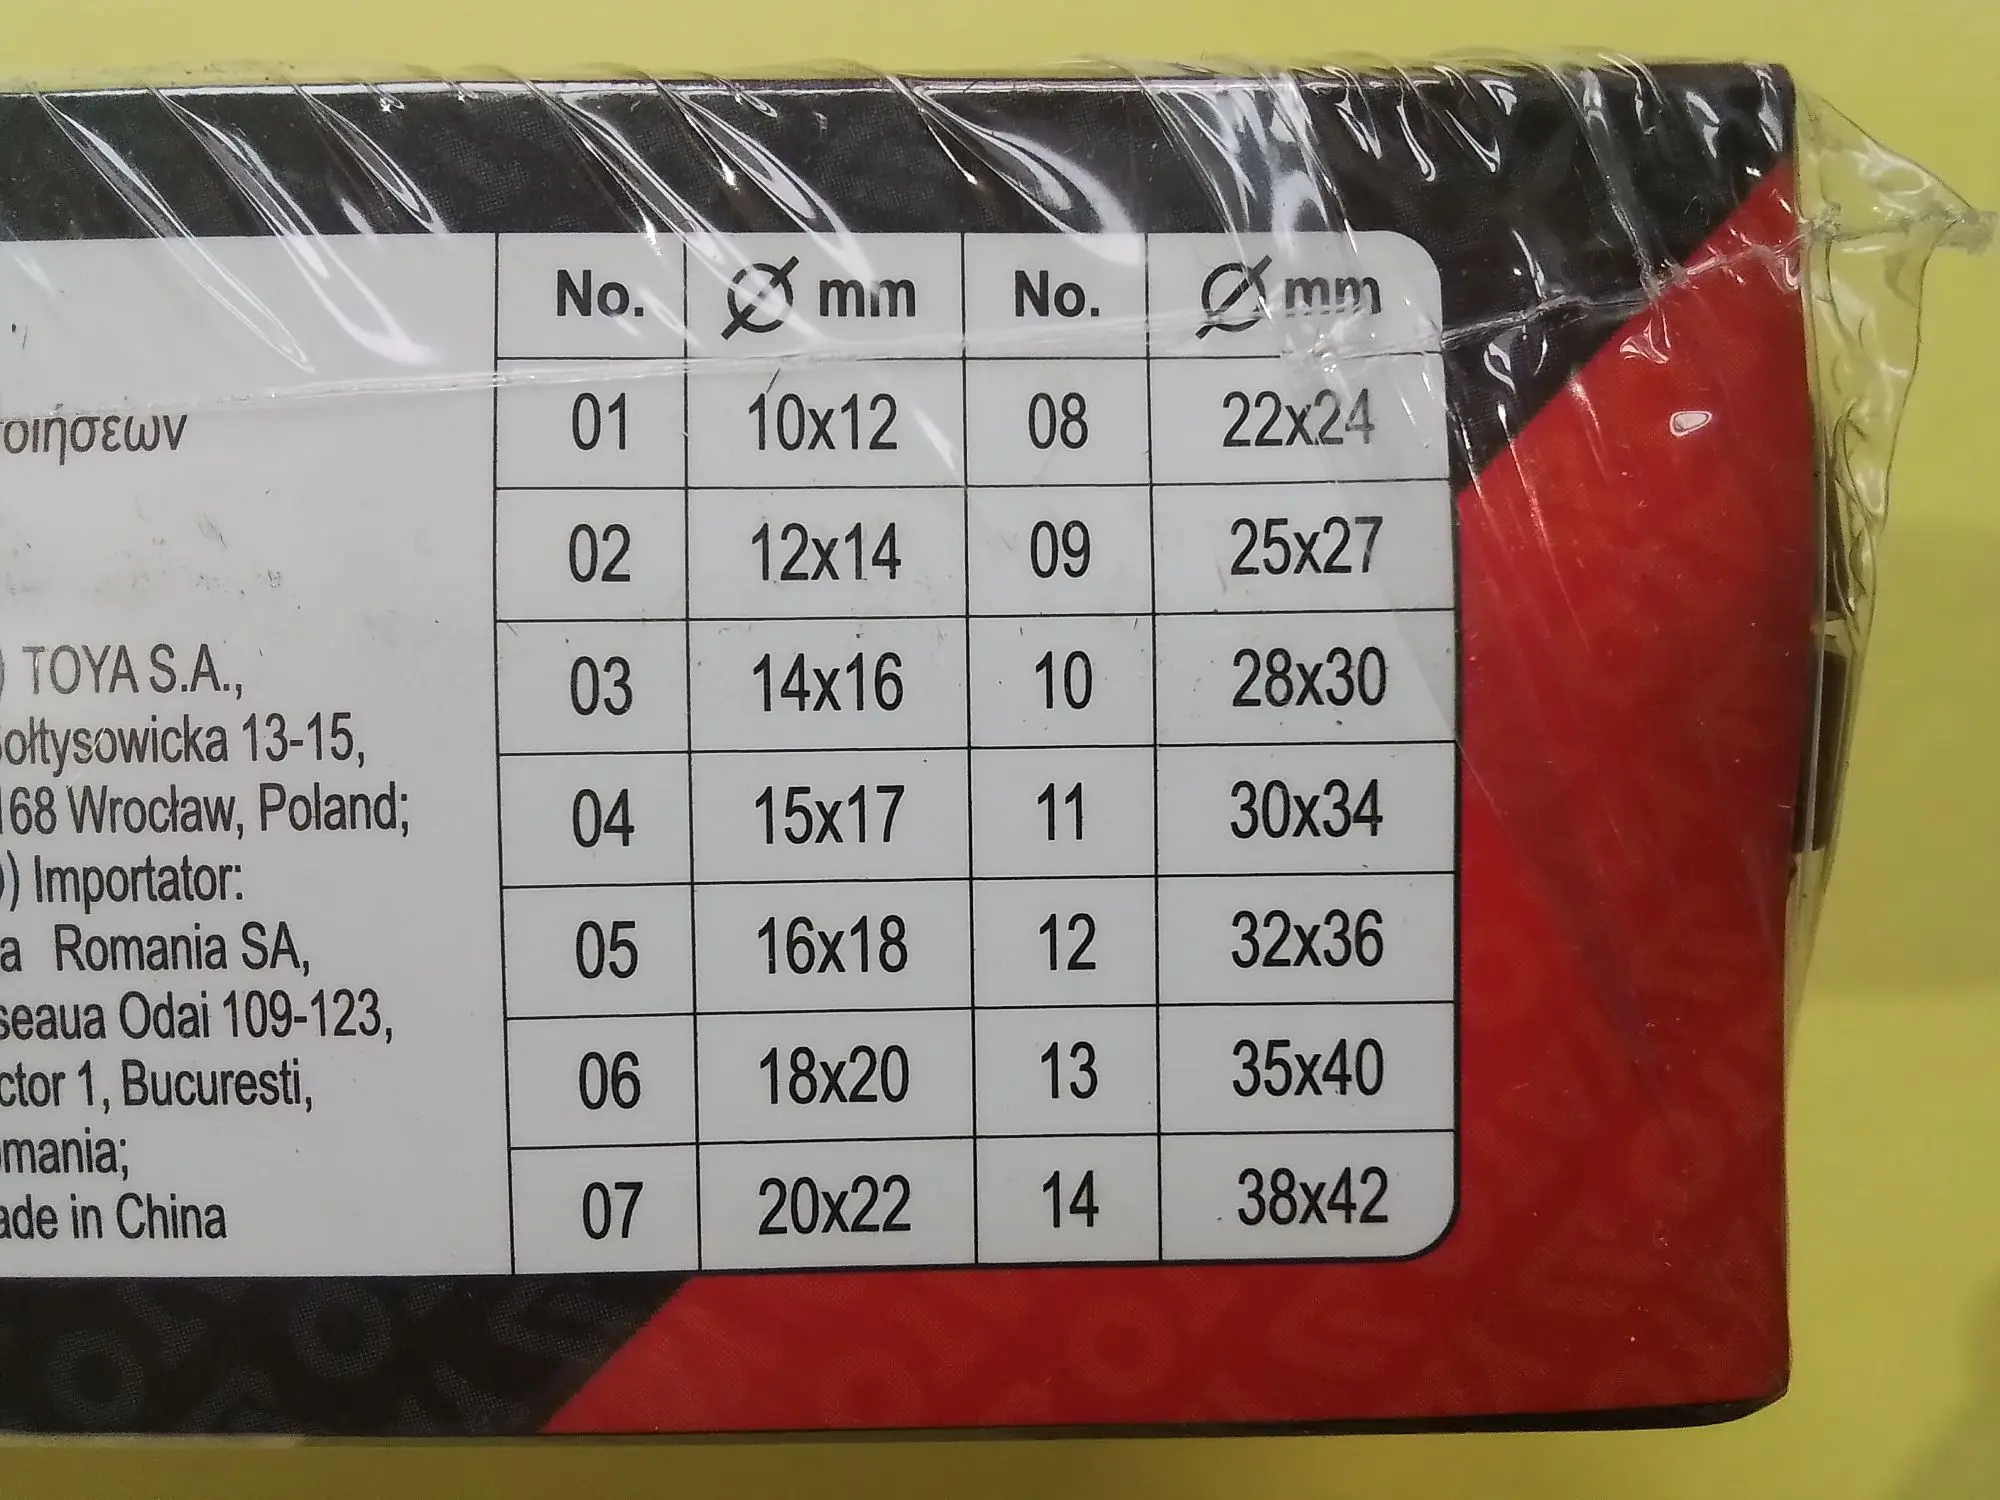 No. Ø mm No. Ø mm
01 10x12 08 22x24
02 12x14 09 25x27
03 14x16 10 28x30
04 15x17 11 30x34
05 16x18 12 32x36
06 18x20 13 35x40
07 20x22 14 38x42
οιήσεων
) TOYA S.A.,
ołtysowicka 13-15,
168 Wrocław, Poland;
) Importator:
a Romania SA,
seaua Odai 109-123,
ctor 1, Bucuresti,
mania;
ade in China